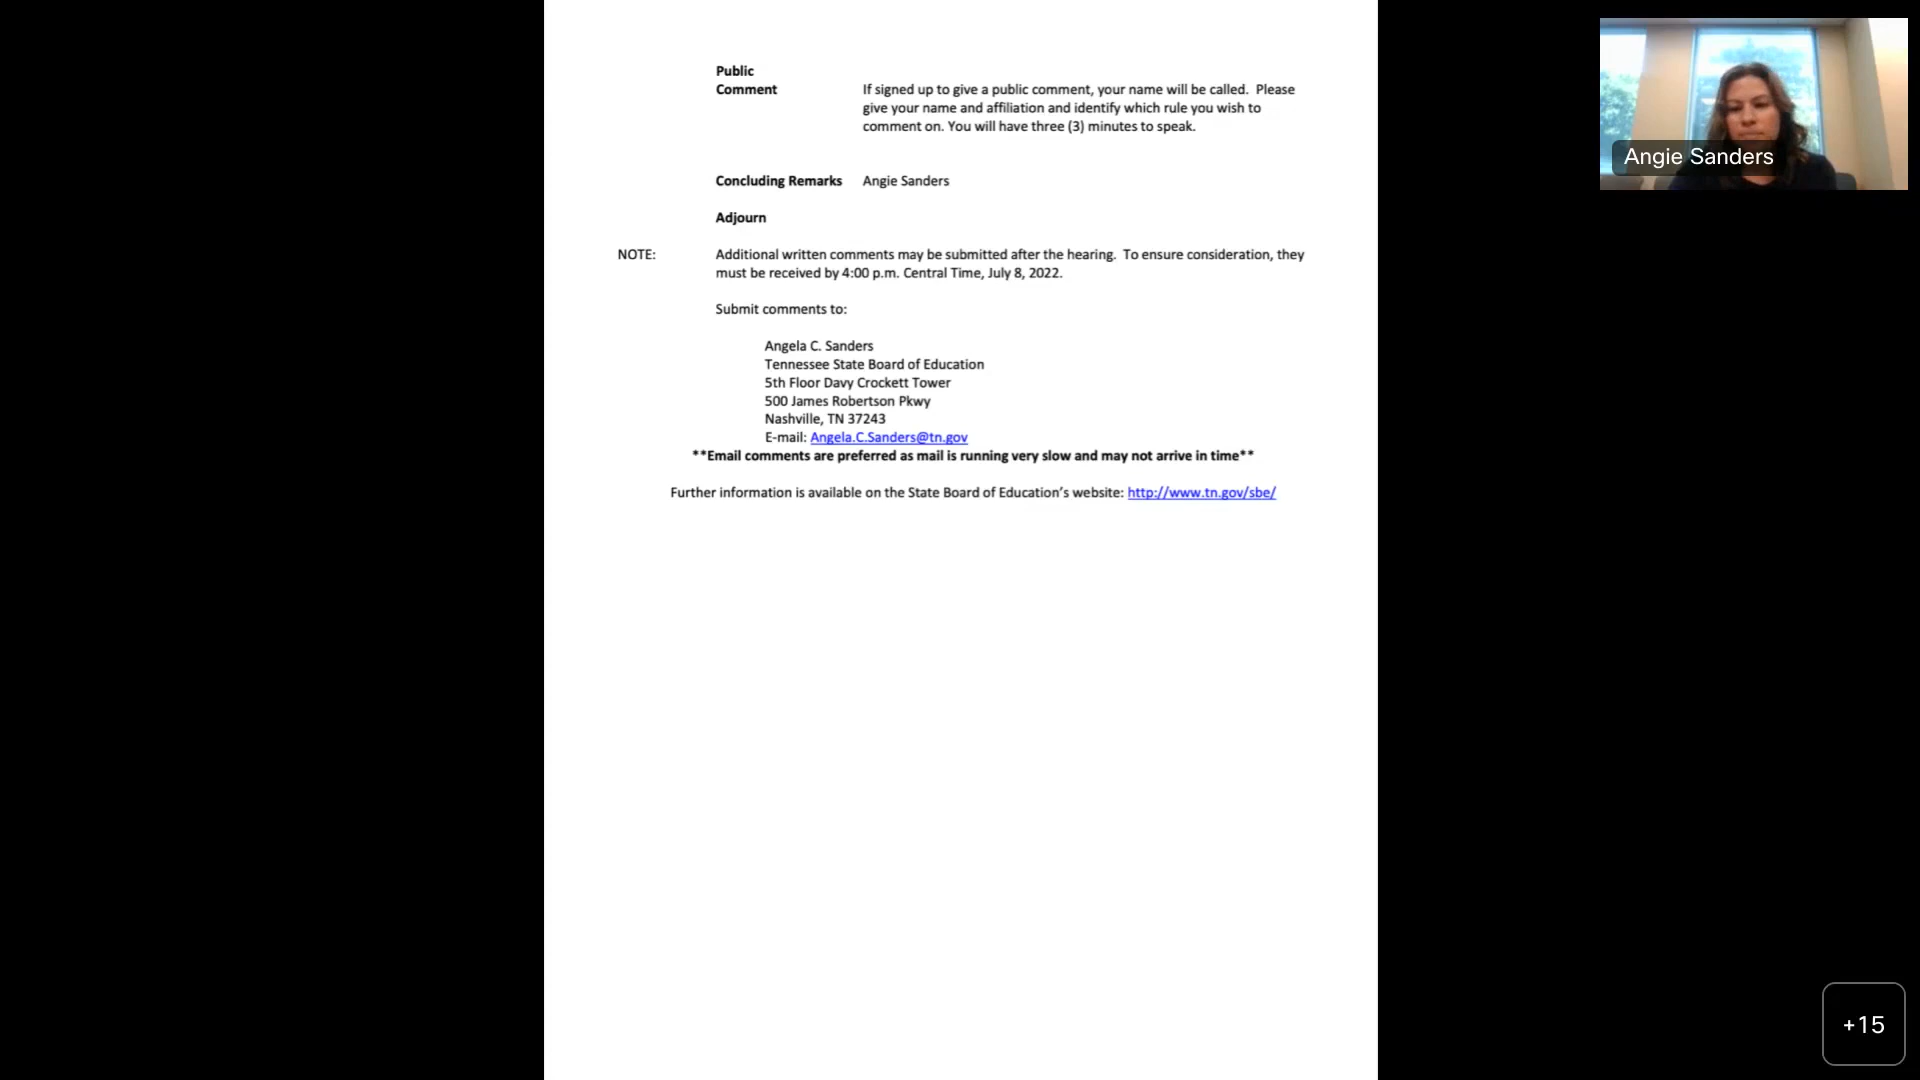 Public
Comment
If signed up to give a public comment, your name will be called. Please
give your name and affiliation and identify which rule you wish to
comment on. You will have three (3) minutes to speak.
Concluding Remarks Angie Sanders
Adjourn
NOTE: Additional written comments may be submitted after the hearing. To ensure consideration, they
must be received by 4:00 p.m. Central Time, July 8, 2022.
Submit comments to:
Angela C. Sanders
Tennessee State Board of Education
5th Floor Davy Crockett Tower
500 James Robertson Pkwy
Nashville, TN 37243
E-mail: Angela.C.Sanders@tn.gov
**Email comments are preferred as mail is running very slow and may not arrive in time**
Further information is available on the State Board of Education's website: http://www.tn.gov/sbe/
Angie Sanders
+15